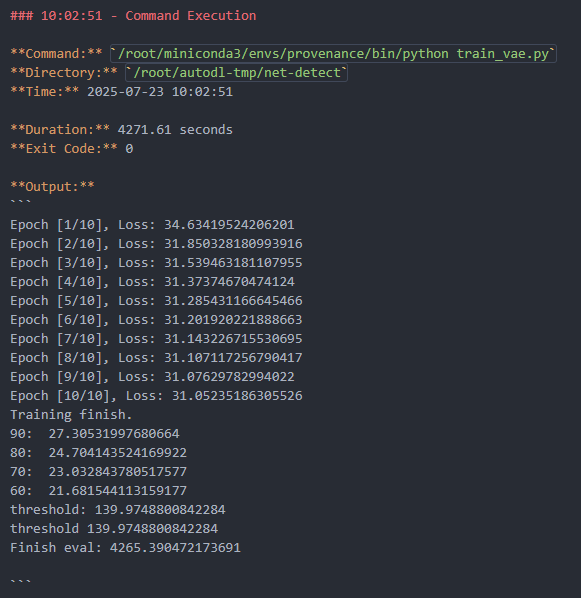 ### 10:02:51 - Command Execution
**Command:** `/root/miniconda3/envs/provenance/bin/python train_vae.py`
**Directory:** `/root/autodl-tmp/net-detect`
**Time:** 2025-07-23 10:02:51
**Duration:** 4271.61 seconds
**Exit Code:** 0
**Output:**
```
Epoch [1/10], Loss: 34.63419524206201
Epoch [2/10], Loss: 31.850328180993916
Epoch [3/10], Loss: 31.539463181107955
Epoch [4/10], Loss: 31.37374670474124
Epoch [5/10], Loss: 31.285431166645466
Epoch [6/10], Loss: 31.201920221888663
Epoch [7/10], Loss: 31.143226715530695
Epoch [8/10], Loss: 31.107117256790417
Epoch [9/10], Loss: 31.07629782994022
Epoch [10/10], Loss: 31.05235186305526
Training finish.
90:  27.30531997680664
80:  24.704143524169922
70:  23.032843780517577
60:  21.681544113159177
threshold: 139.9748800842284
threshold 139.9748800842284
Finish eval: 4265.390472173691
```